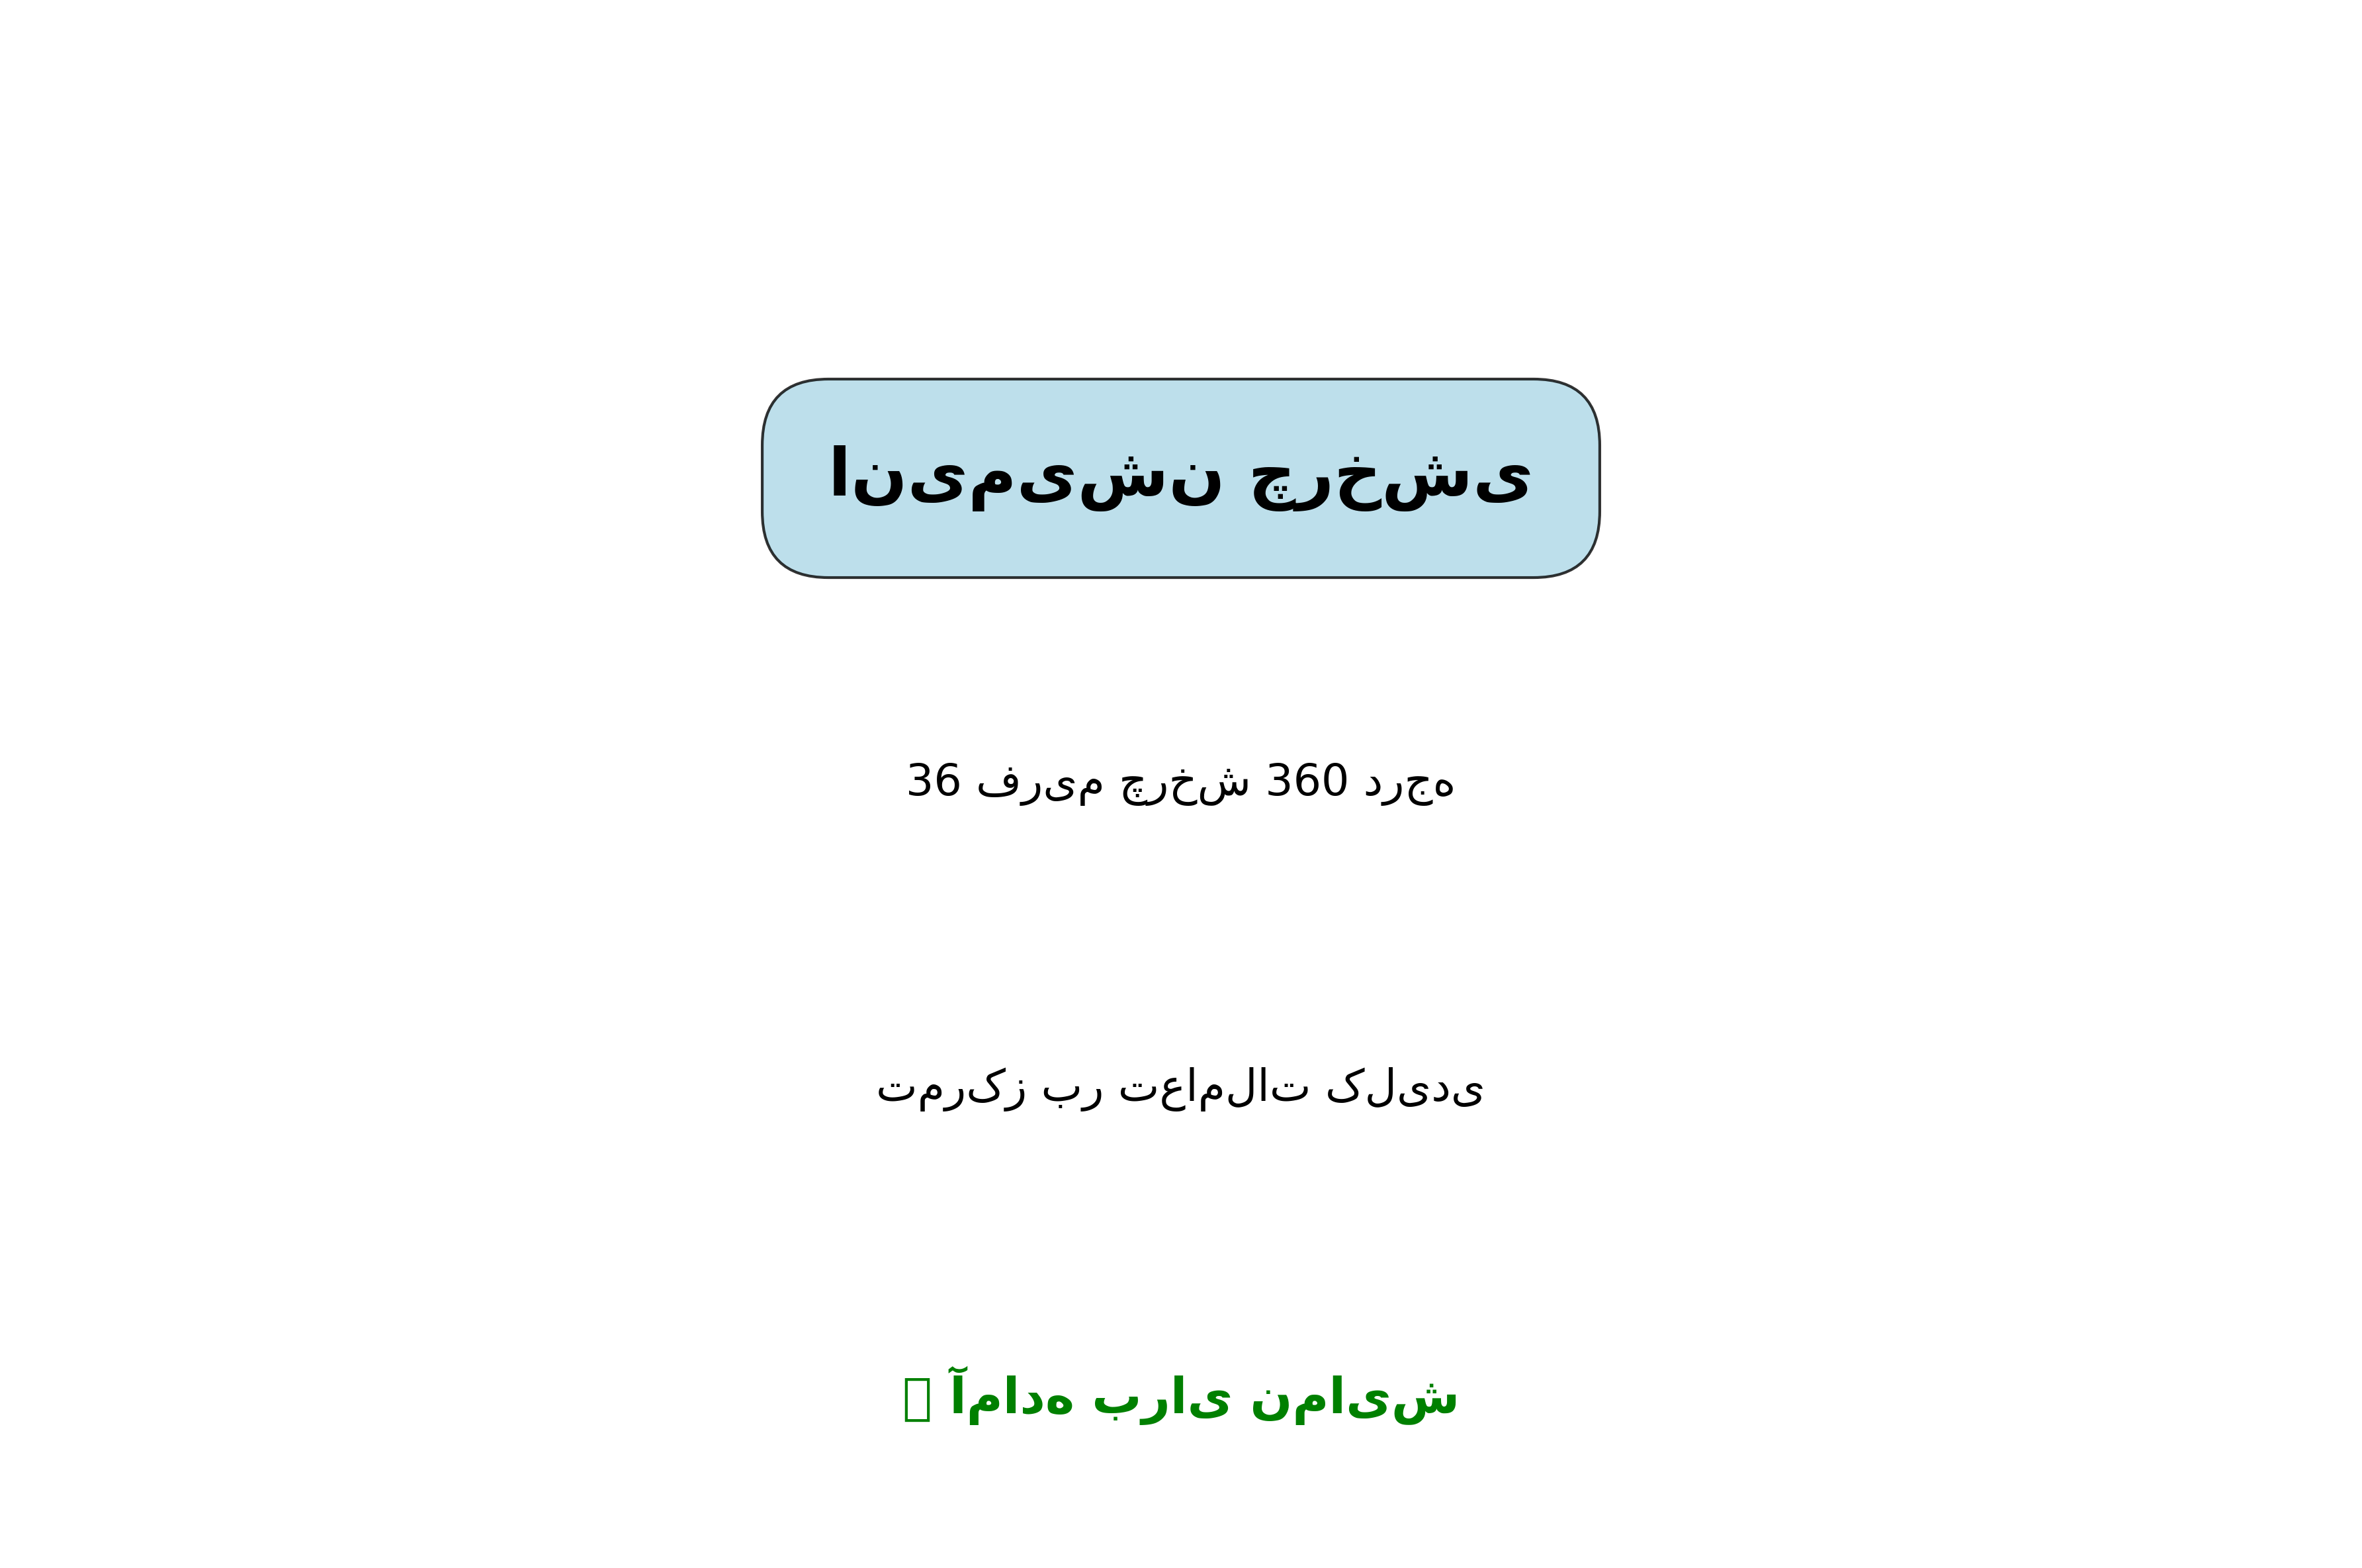 انیمیشن چرخشی
36 فریم چرخش 360 درجه
تمرکز بر تعاملات کلیدی
آماده برای نمایش